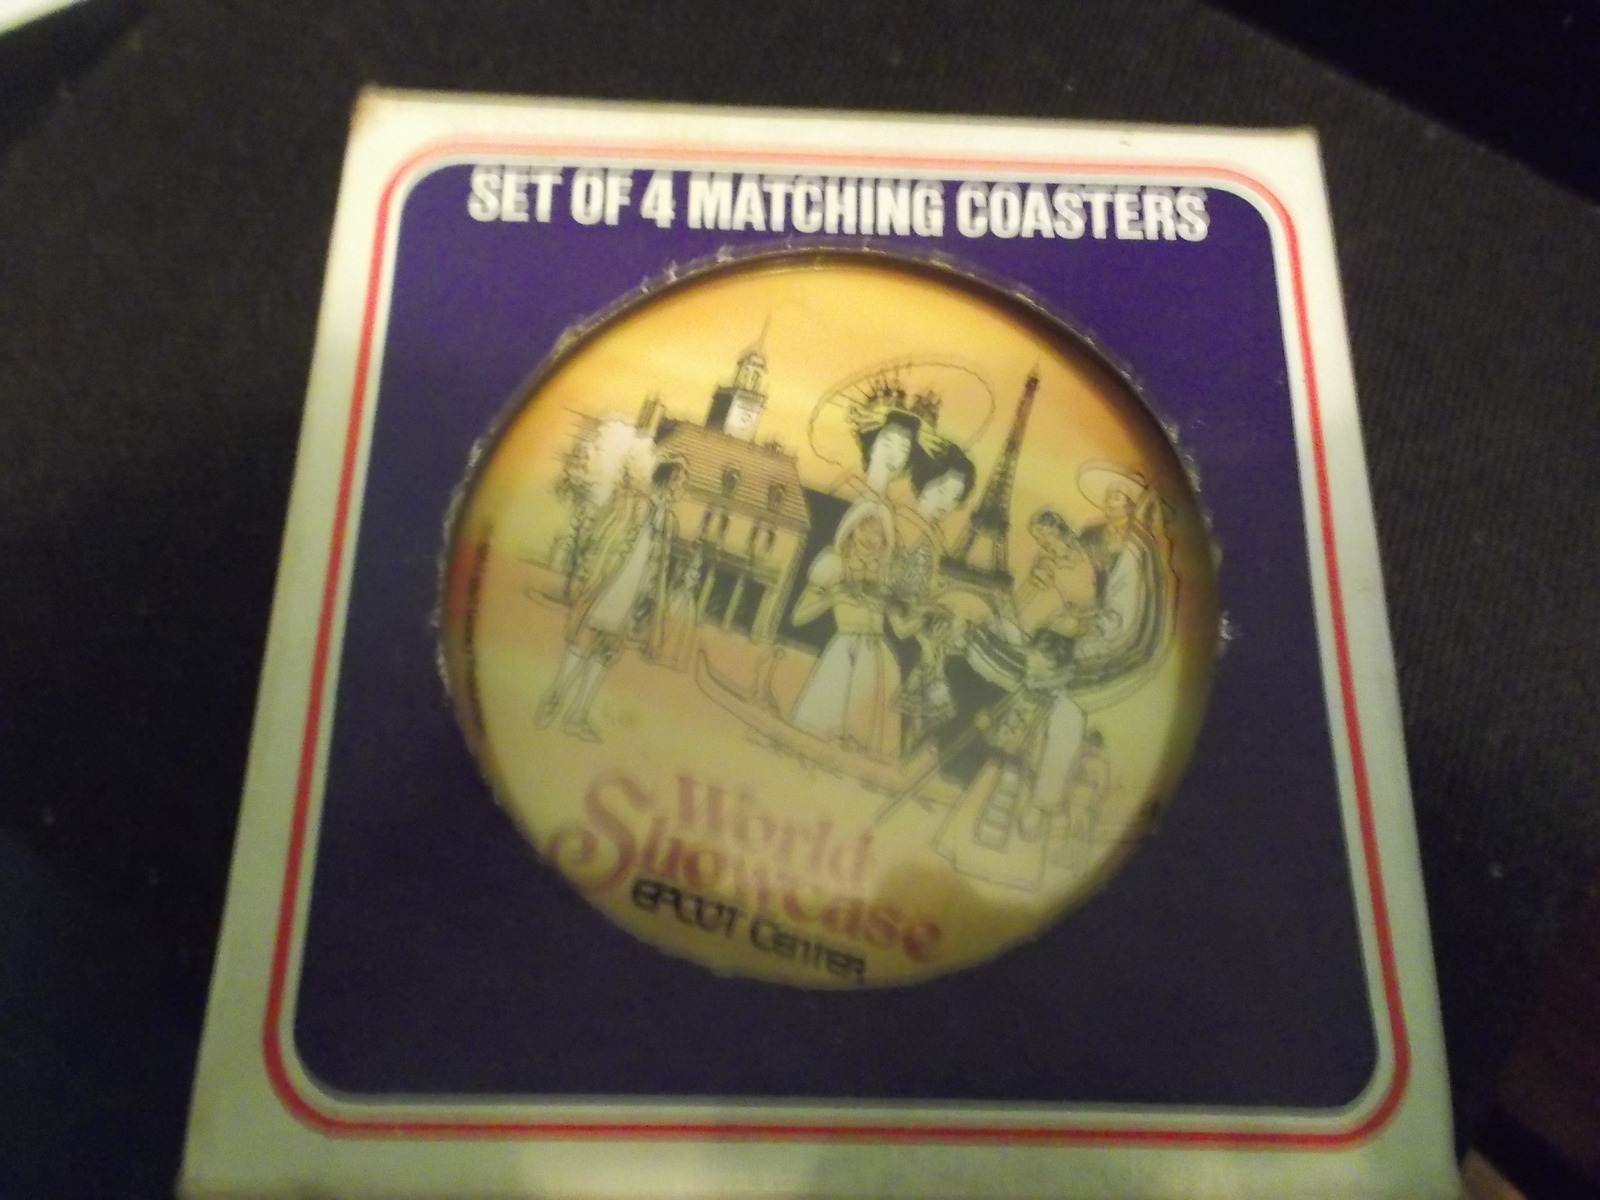 SET OF 4 MATCHING COASTERS
World
Showcase
EPCOT Center